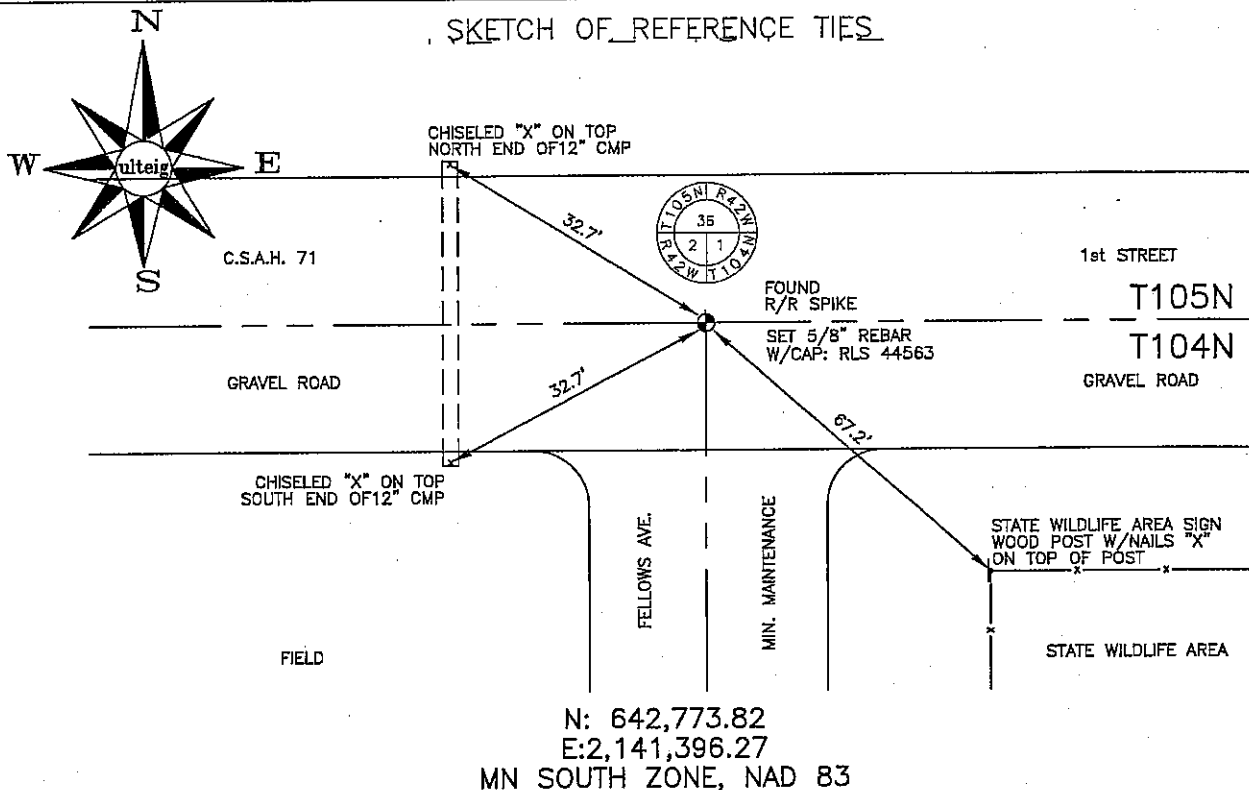 SKETCH OF REFERENCE TIES
N
W
ulteig
E
S
CHISELED "X" ON TOP
NORTH END OF12" CMP
32.7'
T105N R42W
36
2 1
R42W T104N
C.S.A.H. 71
1st STREET
FOUND
R/R SPIKE
T105N
SET 5/8" REBAR
W/CAP: RLS 44563
T104N
GRAVEL ROAD
GRAVEL ROAD
32.7'
67.2'
CHISELED "X" ON TOP
SOUTH END OF12" CMP
FELLOWS AVE.
MIN. MAINTENANCE
STATE WILDLIFE AREA SIGN
WOOD POST W/NAILS "X"
ON TOP OF POST
FIELD
STATE WILDLIFE AREA
N: 642,773.82
E:2,141,396.27
MN SOUTH ZONE, NAD 83